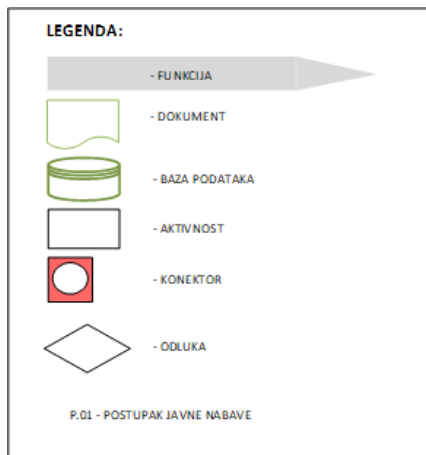 LEGENDA:
- FUNKCIJA
- DOKUMENT
- BAZA PODATAKA
- AKTIVNOST
- KONEKTOR
- ODLUKA
P.01 - POSTUPAK JAVNE NABAVE